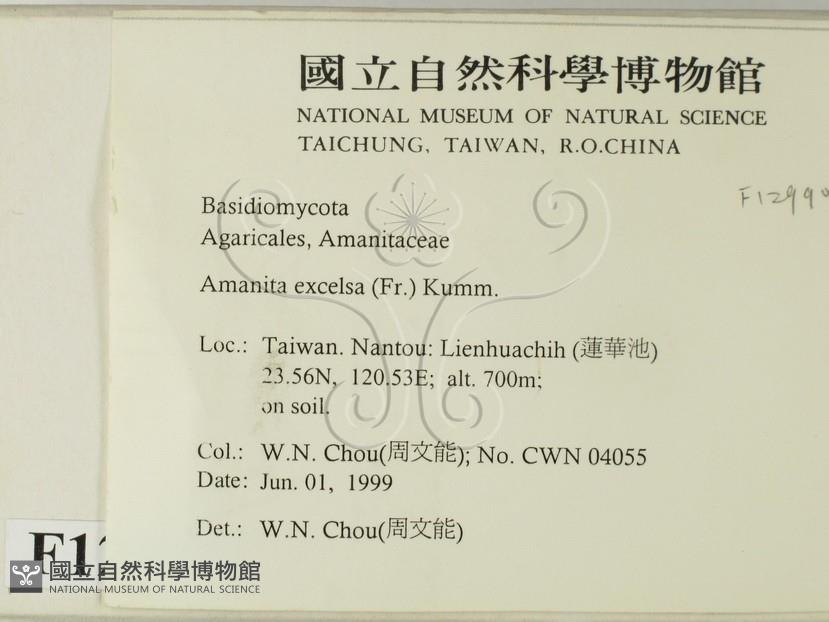 國立自然科學博物館
NATIONAL MUSEUM OF NATURAL SCIENCE
TAICHUNG, TAIWAN, R.O.CHINA
Basidiomycota
Agaricales, Amanitaceae
Amanita excelsa (Fr.) Kumm.
Loc.: Taiwan. Nantou: Lienhuachih (蓮華池)
23.56N, 120.53E; alt. 700m;
on soil.
Col.: W.N. Chou(周文能); No. CWN 04055
Date: Jun. 01, 1999
Det.: W.N. Chou(周文能)
國立自然科學博物館
NATIONAL MUSEUM OF NATURAL SCIENCE